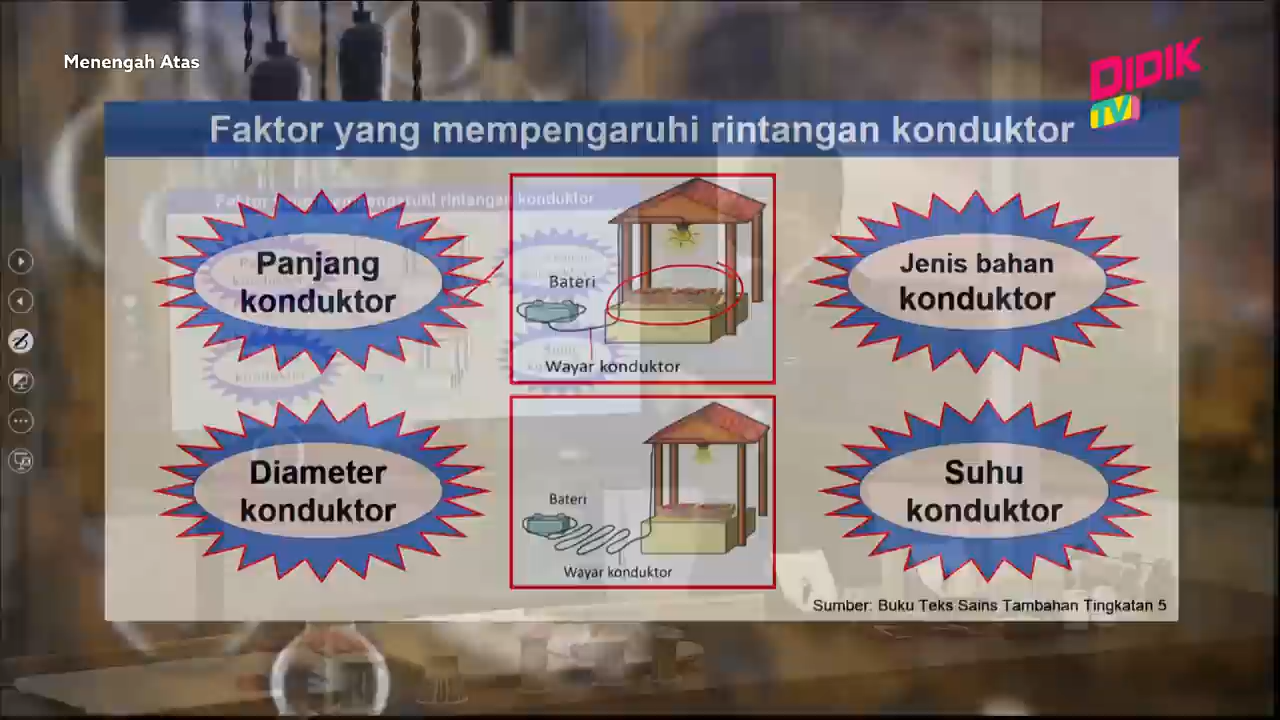 Menengah Atas
DIDIK
TV
Faktor yang mempengaruhi rintangan konduktor
Panjang
konduktor
Bateri
Wayar konduktor
Jenis bahan
konduktor
Diameter
konduktor
Bateri
Wayar konduktor
Suhu
konduktor
Sumber: Buku Teks Sains Tambahan Tingkatan 5